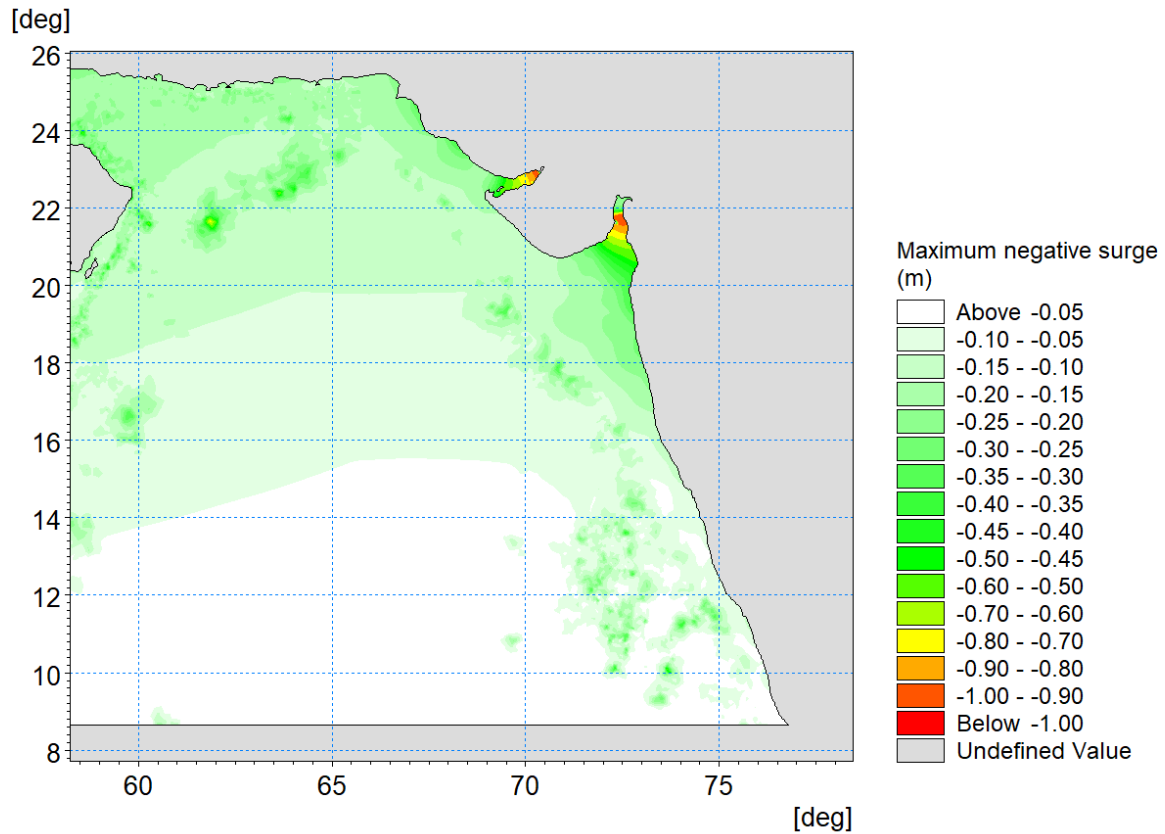 [deg]
26
24
22
20
18
16
14
12
10
8
60
65
70
75
[deg]
Maximum negative surge
(m)
Above -0.05
-0.10 - -0.05
-0.15 - -0.10
-0.20 - -0.15
-0.25 - -0.20
-0.30 - -0.25
-0.35 - -0.30
-0.40 - -0.35
-0.45 - -0.40
-0.50 - -0.45
-0.60 - -0.50
-0.70 - -0.60
-0.80 - -0.70
-0.90 - -0.80
-1.00 - -0.90
Below -1.00
Undefined Value